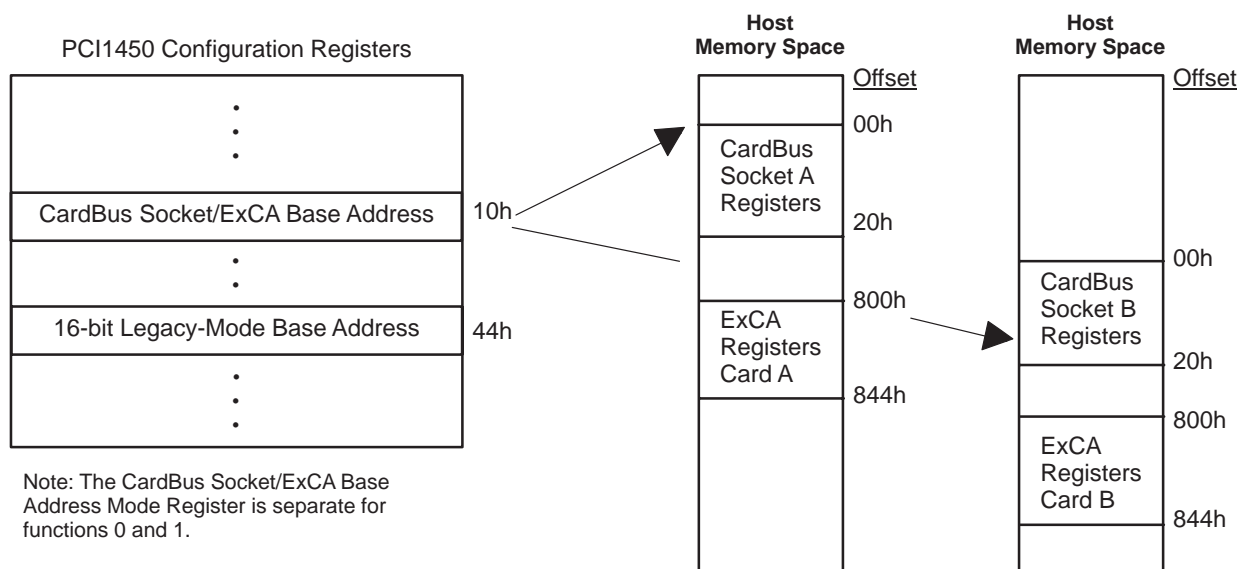 PCI1450 Configuration Registers
CardBus Socket/ExCA Base Address
10h
16-bit Legacy-Mode Base Address
44h
Note: The CardBus Socket/ExCA Base
Address Mode Register is separate for
functions 0 and 1.
Host
Memory Space
Offset
00h
CardBus
Socket A
Registers
20h
800h
ExCA
Registers
Card A
844h
Host
Memory Space
Offset
00h
CardBus
Socket B
Registers
20h
800h
ExCA
Registers
Card B
844h